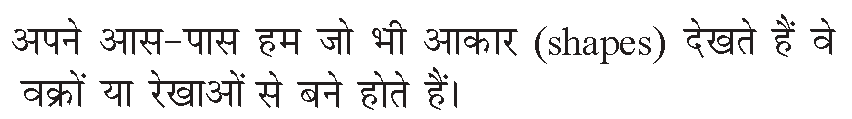 अपने आस-पास हम जो भी आकार (shapes) देखते हैं वे
वक्रों या रेखाओं से बने होते हैं।